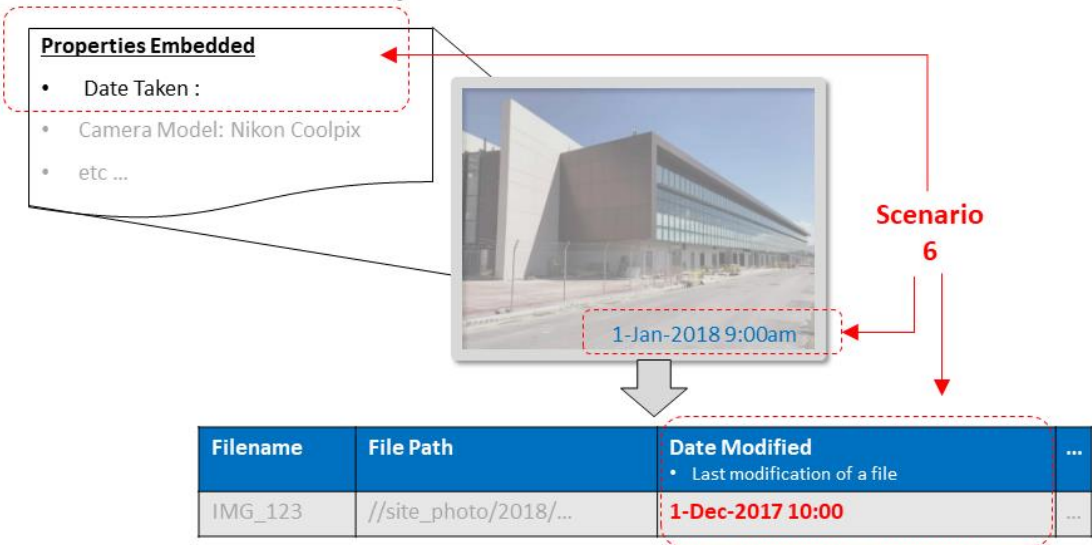 Properties Embedded
• Date Taken :
• Camera Model: Nikon Coolpix
• etc ...
Scenario
6
1-Jan-2018 9:00am
Filename File Path Date Modified ...
• Last modification of a file
IMG_123 //site_photo/2018/... 1-Dec-2017 10:00 ...